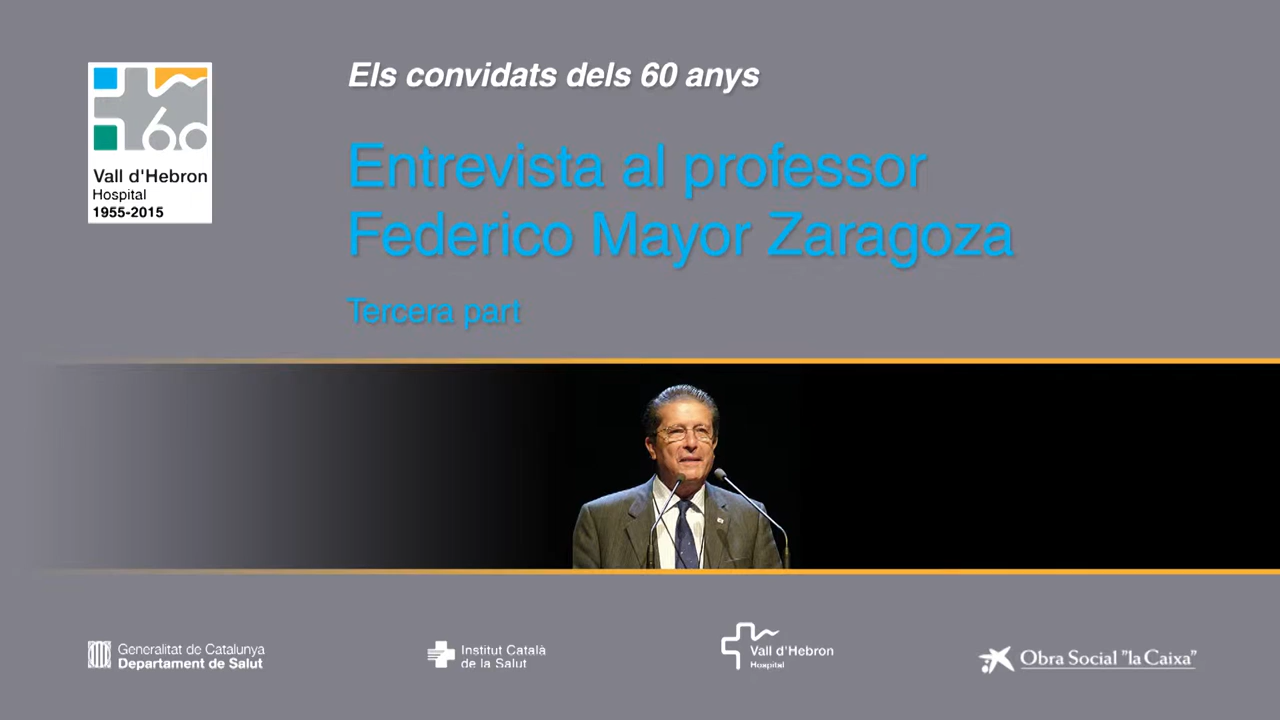 Els convidats dels 60 anys
60
Vall d'Hebron
Hospital
1955-2015
Entrevista al professor
Federico Mayor Zaragoza
Tercera part
Generalitat de Catalunya
Departament de Salut
Institut Català
de la Salut
Vall d'Hebron
Hospital
Obra Social "la Caixa"